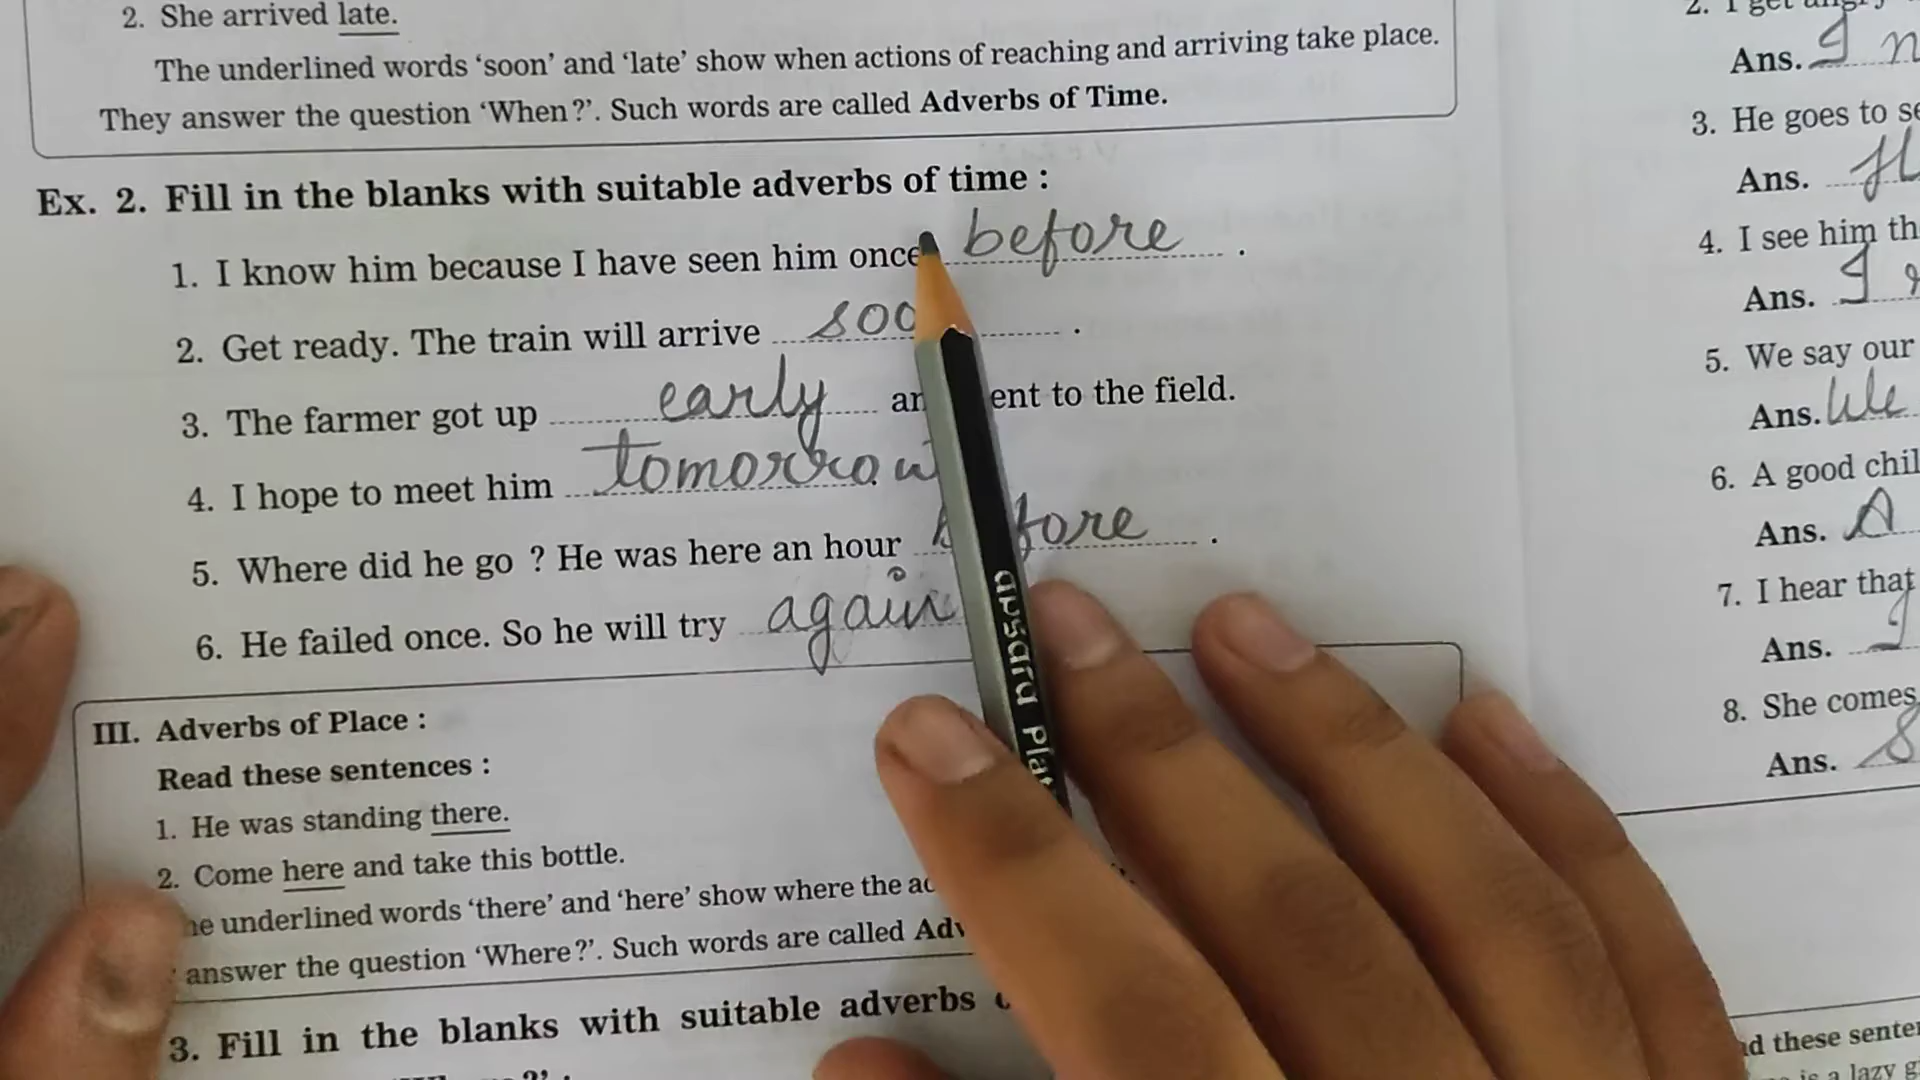 2. She arrived late.
The underlined words ‘soon’ and ‘late’ show when actions of reaching and arriving take place.
They answer the question ‘When?’. Such words are called Adverbs of Time.
Ex. 2. Fill in the blanks with suitable adverbs of time :
1. I know him because I have seen him once before .
2. Get ready. The train will arrive .
3. The farmer got up early to the field.
4. I hope to meet him
5. Where did he go ? He was here an hour .
6. He failed once. So he will try again
apsara
III. Adverbs of Place :
Read these sentences :
1. He was standing there.
2. Come here and take this bottle.
underlined words ‘there’ and ‘here’ show where the
answer the question ‘Where?’. Such words are called
3. Fill in the blanks with suitable adverbs
2. I get
Ans. I
3. He goes to
Ans.
4. I see him
Ans. I
5. We say our
Ans. We
6. A good
Ans. A
7. I hear that
Ans. I
8. She comes
Ans.
these
is a lazy